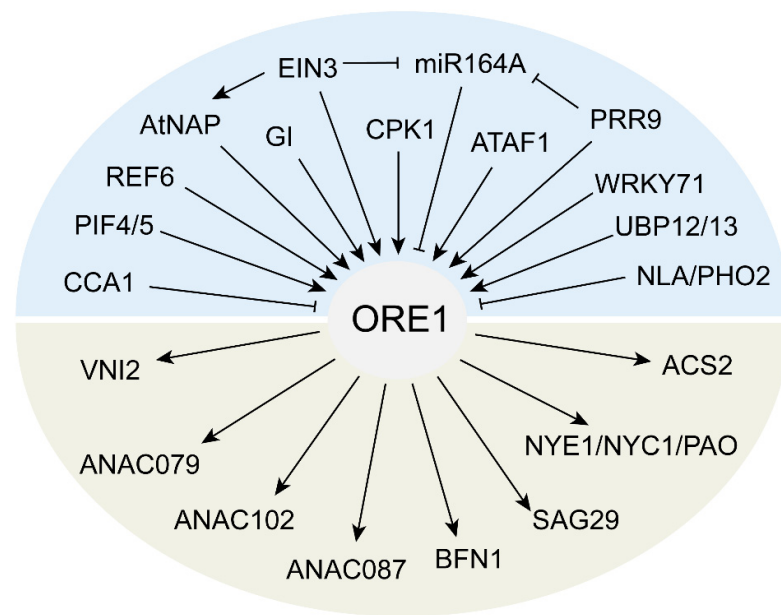 EIN3
miR164A
AtNAP
GI
CPK1
ATAF1
PRR9
REF6
WRKY71
PIF4/5
UBP12/13
CCA1
NLA/PHO2
ORE1
VNI2
ACS2
ANAC079
NYE1/NYC1/PAO
ANAC102
SAG29
ANAC087
BFN1